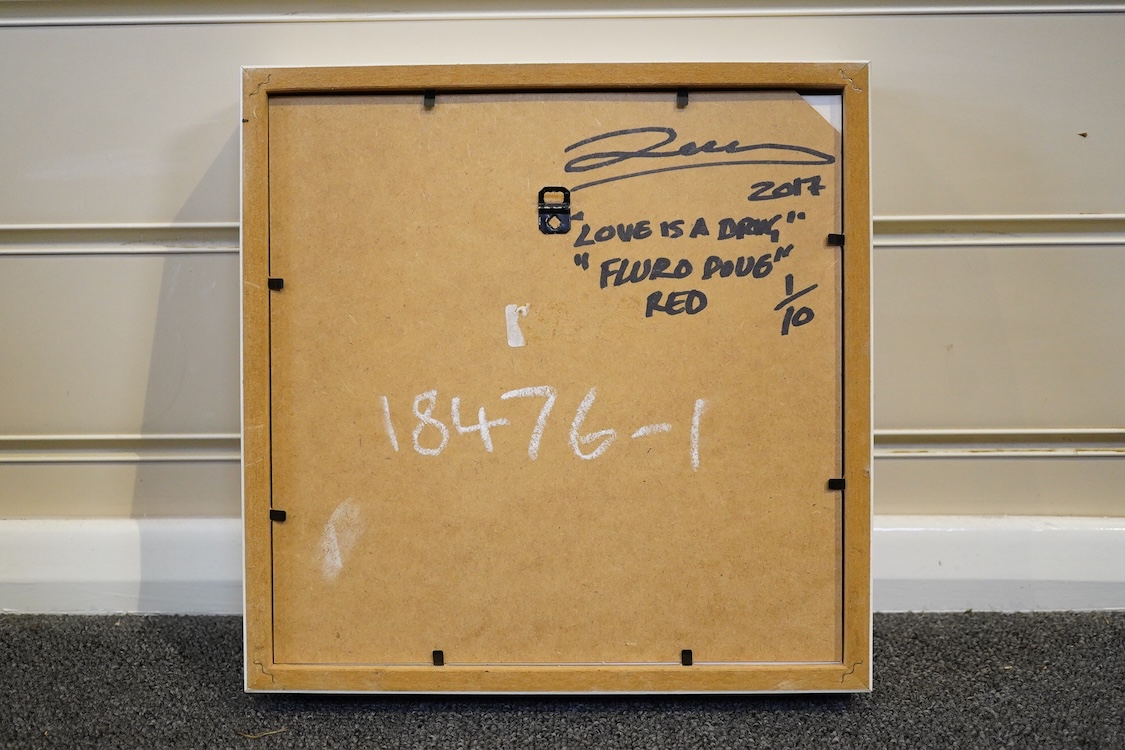 2017
"LOVE IS A DRUG"
"FLURO DOUG"
RED 1/10
18476-1